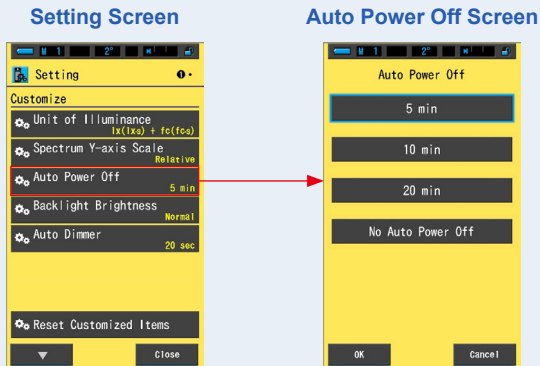 Setting Screen
Auto Power Off Screen
M 1
2°
Setting
Customize
Unit of Illuminance
lx(lxs) + fc(fcs)
Spectrum Y-axis Scale
Relative
Auto Power Off
5 min
Backlight Brightness
Normal
Auto Dimmer
20 sec
Reset Customized Items
▼ Close
M 1
2°
Auto Power Off
5 min
10 min
20 min
No Auto Power Off
OK Cancel